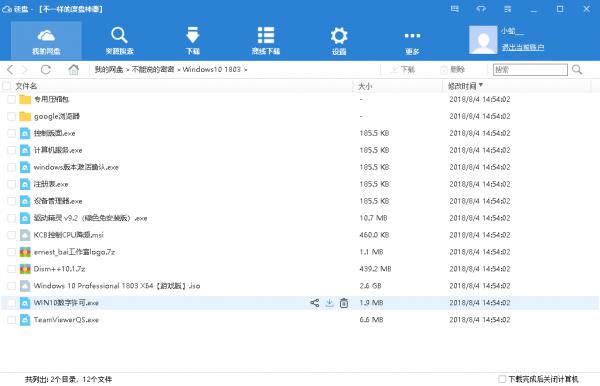 速盘 - 【不一样的度盘神器】
我的网盘
资源探索
下载
离线下载
设置
更多
退出当前账户
我的网盘 > 不能说的密密 > Windows10 1803 >
下载
删除
搜索
文件名
大小
修改时间
专用压缩包 - 2018/8/4 14:54:02
google浏览器 - 2018/8/4 14:54:02
控制版面.exe 185.5 KB 2018/8/4 14:54:02
计算机服务.exe 185.5 KB 2018/8/4 14:54:02
windows版本激活确认.exe 185.5 KB 2018/8/4 14:54:02
注册表.exe 185.5 KB 2018/8/4 14:54:02
设备管理器.exe 185.5 KB 2018/8/4 14:54:02
驱动精灵 v9.2（绿色免安装版）.exe 10.7 MB 2018/8/4 14:54:02
KCB控制CPU降频.msi 460.0 KB 2018/8/4 14:54:02
ernest_bai工作室logo.7z 1.1 MB 2018/8/4 14:54:02
Dism++10.1.7z 439.2 MB 2018/8/4 14:54:02
Windows 10 Professional 1803 X64【游戏版】.iso 2.6 GB 2018/8/4 14:54:02
WIN10数字许可.exe 1.9 MB 2018/8/4 14:54:02
TeamViewerQS.exe 6.6 MB 2018/8/4 14:54:02
共列出: 2个目录，12个文件
下载完成后关闭计算机